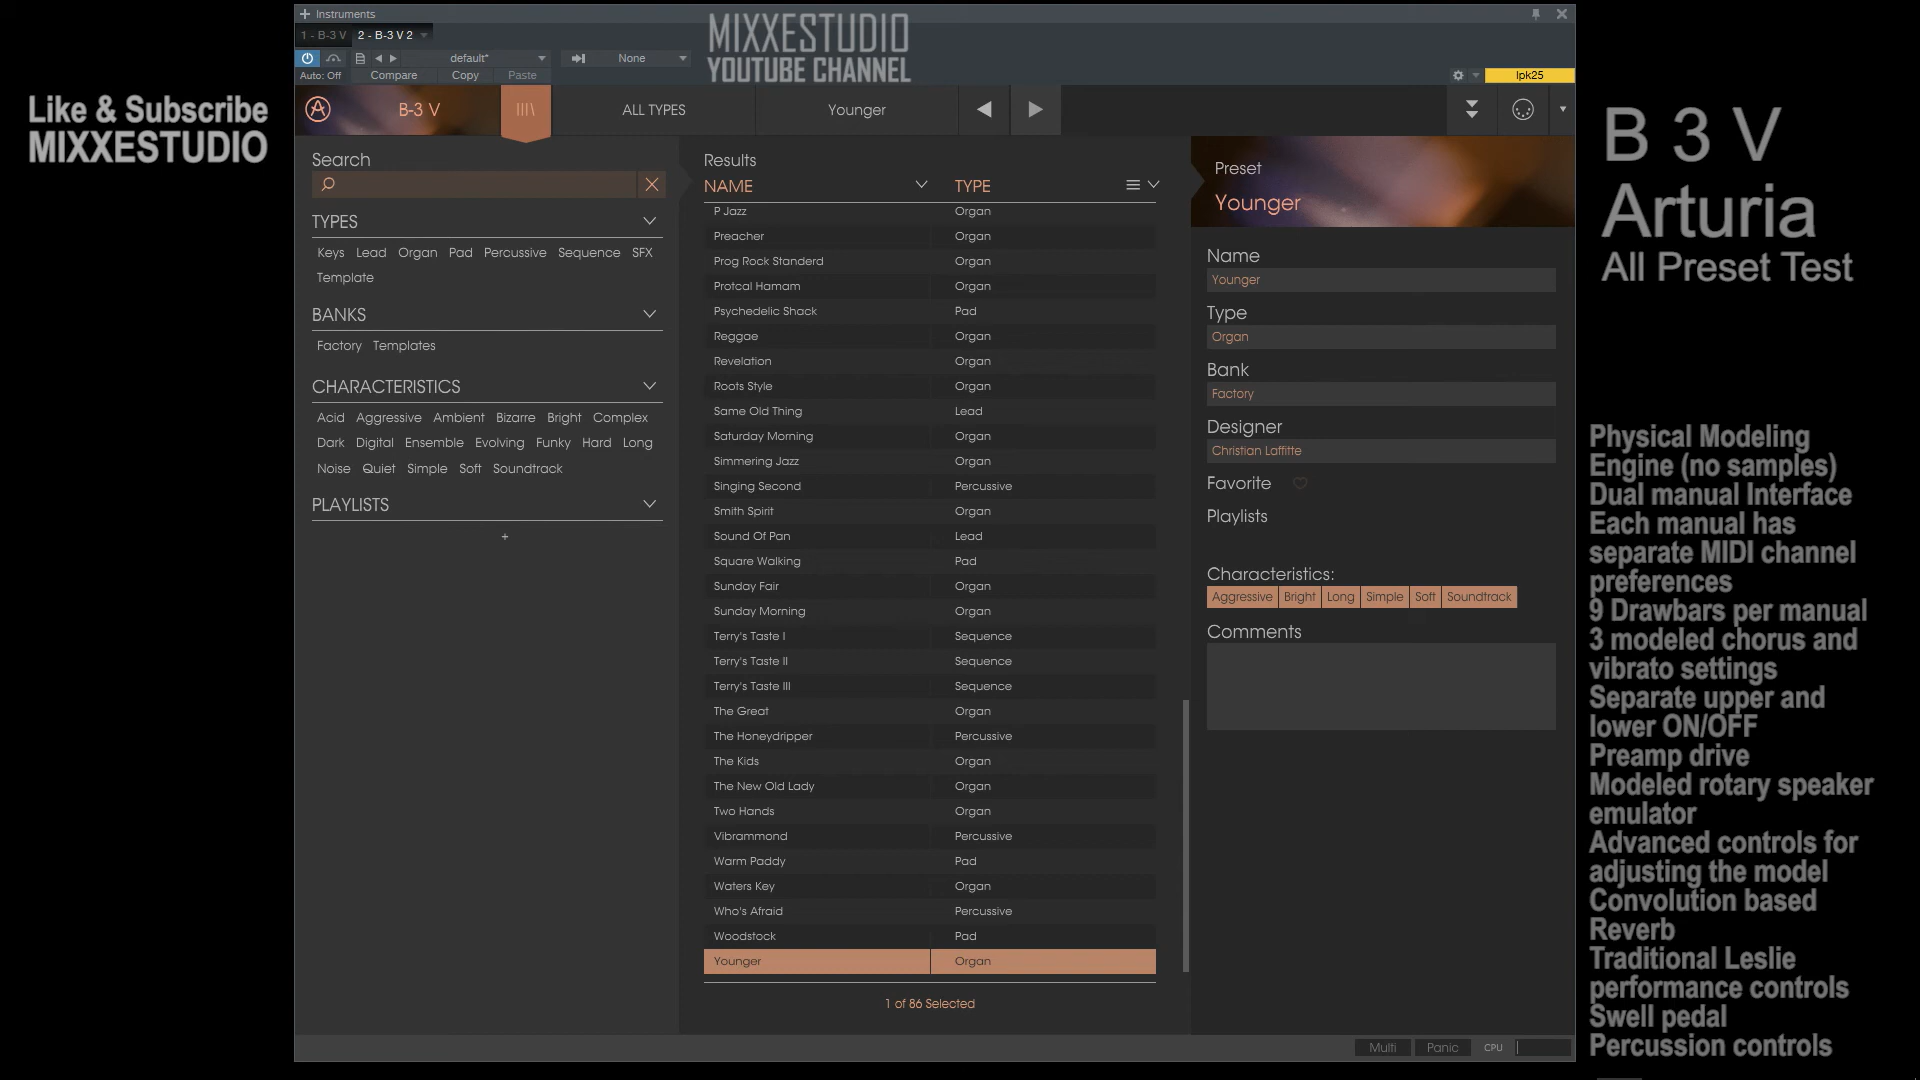 Instruments
MIXXESTUDIO
YOUTUBE CHANNEL
1 - B-3 V 2 - B-3 V 2
default*
None
Auto: Off Compare Copy Paste
lpk25
Like & Subscribe
MIXXESTUDIO
B-3 V
ALL TYPES
Younger
B 3 V
Arturia
All Preset Test
Search
TYPES
Keys Lead Organ Pad Percussive Sequence SFX
Template
BANKS
Factory Templates
CHARACTERISTICS
Acid Aggressive Ambient Bizarre Bright Complex
Dark Digital Ensemble Evolving Funky Hard Long
Noise Quiet Simple Soft Soundtrack
PLAYLISTS
+
Results
NAME TYPE
P Jazz Organ
Preacher Organ
Prog Rock Standerd Organ
Protcal Hamam Organ
Psychedelic Shack Pad
Reggae Organ
Revelation Organ
Roots Style Organ
Same Old Thing Lead
Saturday Morning Organ
Simmering Jazz Organ
Singing Second Percussive
Smith Spirit Organ
Sound Of Pan Lead
Square Walking Pad
Sunday Fair Organ
Sunday Morning Organ
Terry's Taste I Sequence
Terry's Taste II Sequence
Terry's Taste III Sequence
The Great Organ
The Honeydripper Percussive
The Kids Organ
The New Old Lady Organ
Two Hands Organ
Vibrammond Percussive
Warm Paddy Pad
Waters Key Organ
Who's Afraid Percussive
Woodstock Pad
Younger Organ
1 of 86 Selected
Preset
Younger
Name
Younger
Type
Organ
Bank
Factory
Designer
Christian Laffitte
Favorite
Playlists
Characteristics:
Aggressive Bright Long Simple Soft Soundtrack
Comments
Multi Panic CPU
Physical Modeling
Engine (no samples)
Dual manual Interface
Each manual has
separate MIDI channel
preferences
9 Drawbars per manual
3 modeled chorus and
vibrato settings
Separate upper and
lower ON/OFF
Preamp drive
Modeled rotary speaker
emulator
Advanced controls for
adjusting the model
Convolution based
Reverb
Traditional Leslie
performance controls
Swell pedal
Percussion controls